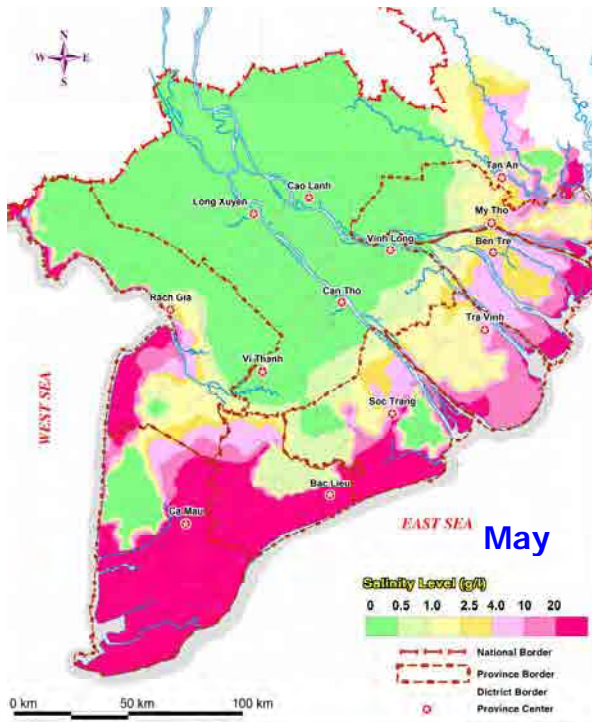 N
W E
S
Tan An
Cao Lanh
Long Xuyen
My Tho
Vinh Long
Ben Tre
Can Tho
Rach Gia
Tra Vinh
Vi Thanh
WEST SEA
Soc Trang
Bac Lieu
Ca Mau
EAST SEA
May
Salinity Level (g/l)
0 0.5 1.0 2.5 4.0 10 20
National Border
Province Border
Dictrict Border
Province Center
0 km 50 km 100 km